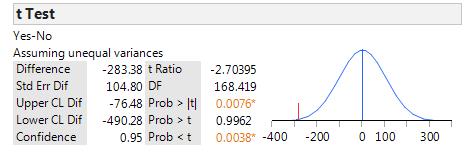 t Test
Yes-No
Assuming unequal variances
Difference -283.38 t Ratio -2.70395
Std Err Dif 104.80 DF 168.419
Upper CL Dif -76.48 Prob > |t| 0.0076*
Lower CL Dif -490.28 Prob > t 0.9962
Confidence 0.95 Prob < t 0.0038*
-400 -200 0 100 300